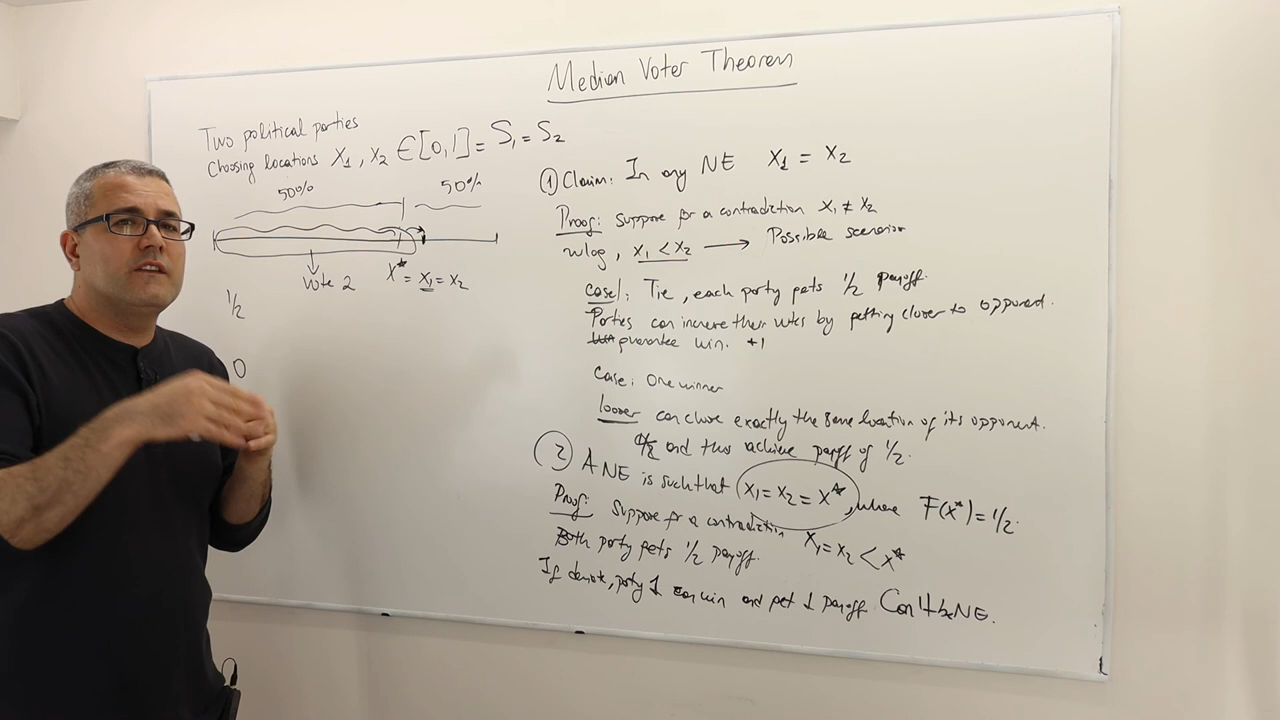 Median Voter Theorem
Two political parties
Choosing locations X₁, X₂ ∈ [0,1] = S₁ = S₂
50% 50%
Vote 2
X* = X₁ = X₂
1/2
0
① Claim: In any NE X₁ = X₂
Proof: Suppose for a contradiction X₁ ≠ X₂
wlog, X₁ < X₂ → Possible scenarios
Case 1: Tie, each party gets 1/2 payoff.
Parties can increase their votes by getting closer to opponent.
guarantee win. +1
Case: One winner
looser can chose exactly the same location of its opponent.
and thus achieve payoff of 1/2.
② A NE is such that X₁ = X₂ = X*, where F(X*) = 1/2.
Proof: Suppose for a contradiction X₁ = X₂ < X*
Both party gets 1/2 payoff.
If deviate, party 1 can win and get 1 payoff Can't be NE.